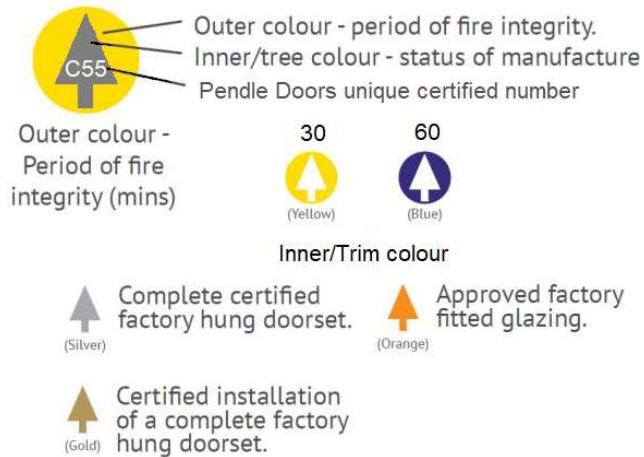 Outer colour - period of fire integrity.
Inner/tree colour - status of manufacture
C55
Pendle Doors unique certified number
Outer colour -
Period of fire
integrity (mins)
30
60
(Yellow)
(Blue)
Inner/Trim colour
Complete certified
factory hung doorset.
(Silver)
Approved factory
fitted glazing.
(Orange)
Certified installation
of a complete factory
hung doorset.
(Gold)